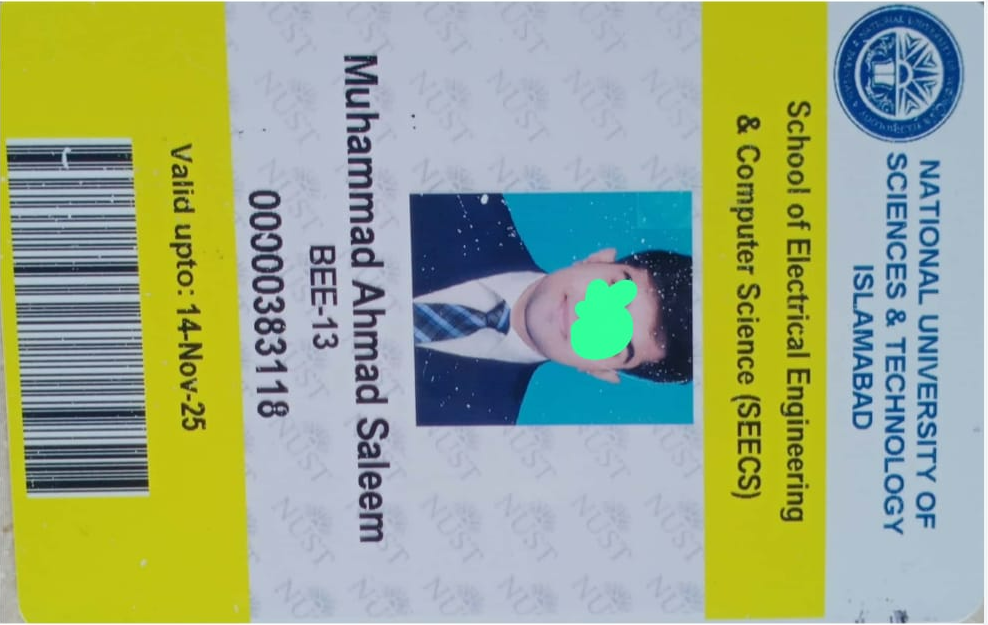 NATIONAL UNIVERSITY OF
SCIENCES & TECHNOLOGY
ISLAMABAD
School of Electrical Engineering
& Computer Science (SEECS)
Muhammad Ahmad Saleem
BEE-13
00000383118
Valid upto: 14-Nov-25
NUST